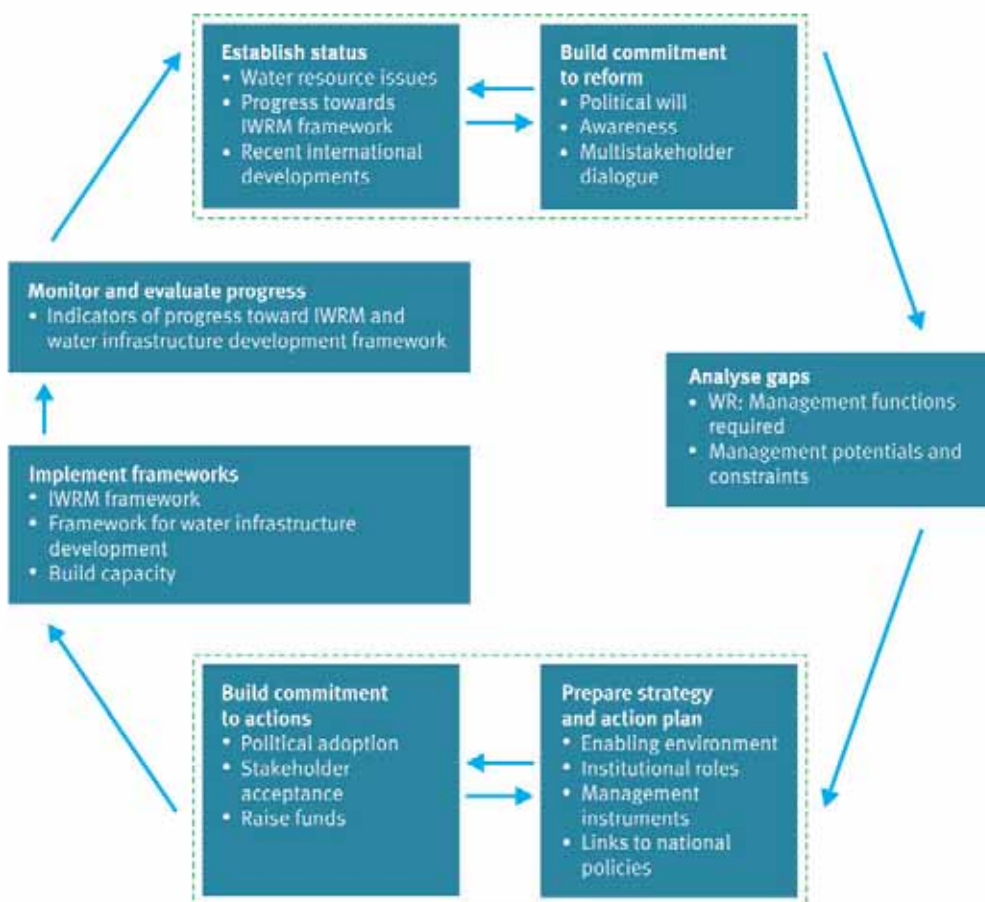 Establish status
• Water resource issues
• Progress towards
IWRM framework
• Recent international
developments
Build commitment
to reform
• Political will
• Awareness
• Multistakeholder
dialogue
Analyse gaps
• WR: Management functions
required
• Management potentials and
constraints
Prepare strategy
and action plan
• Enabling environment
• Institutional roles
• Management
instruments
• Links to national
policies
Build commitment
to actions
• Political adoption
• Stakeholder
acceptance
• Raise funds
Implement frameworks
• IWRM framework
• Framework for water infrastructure
development
• Build capacity
Monitor and evaluate progress
• Indicators of progress toward IWRM and
water infrastructure development framework